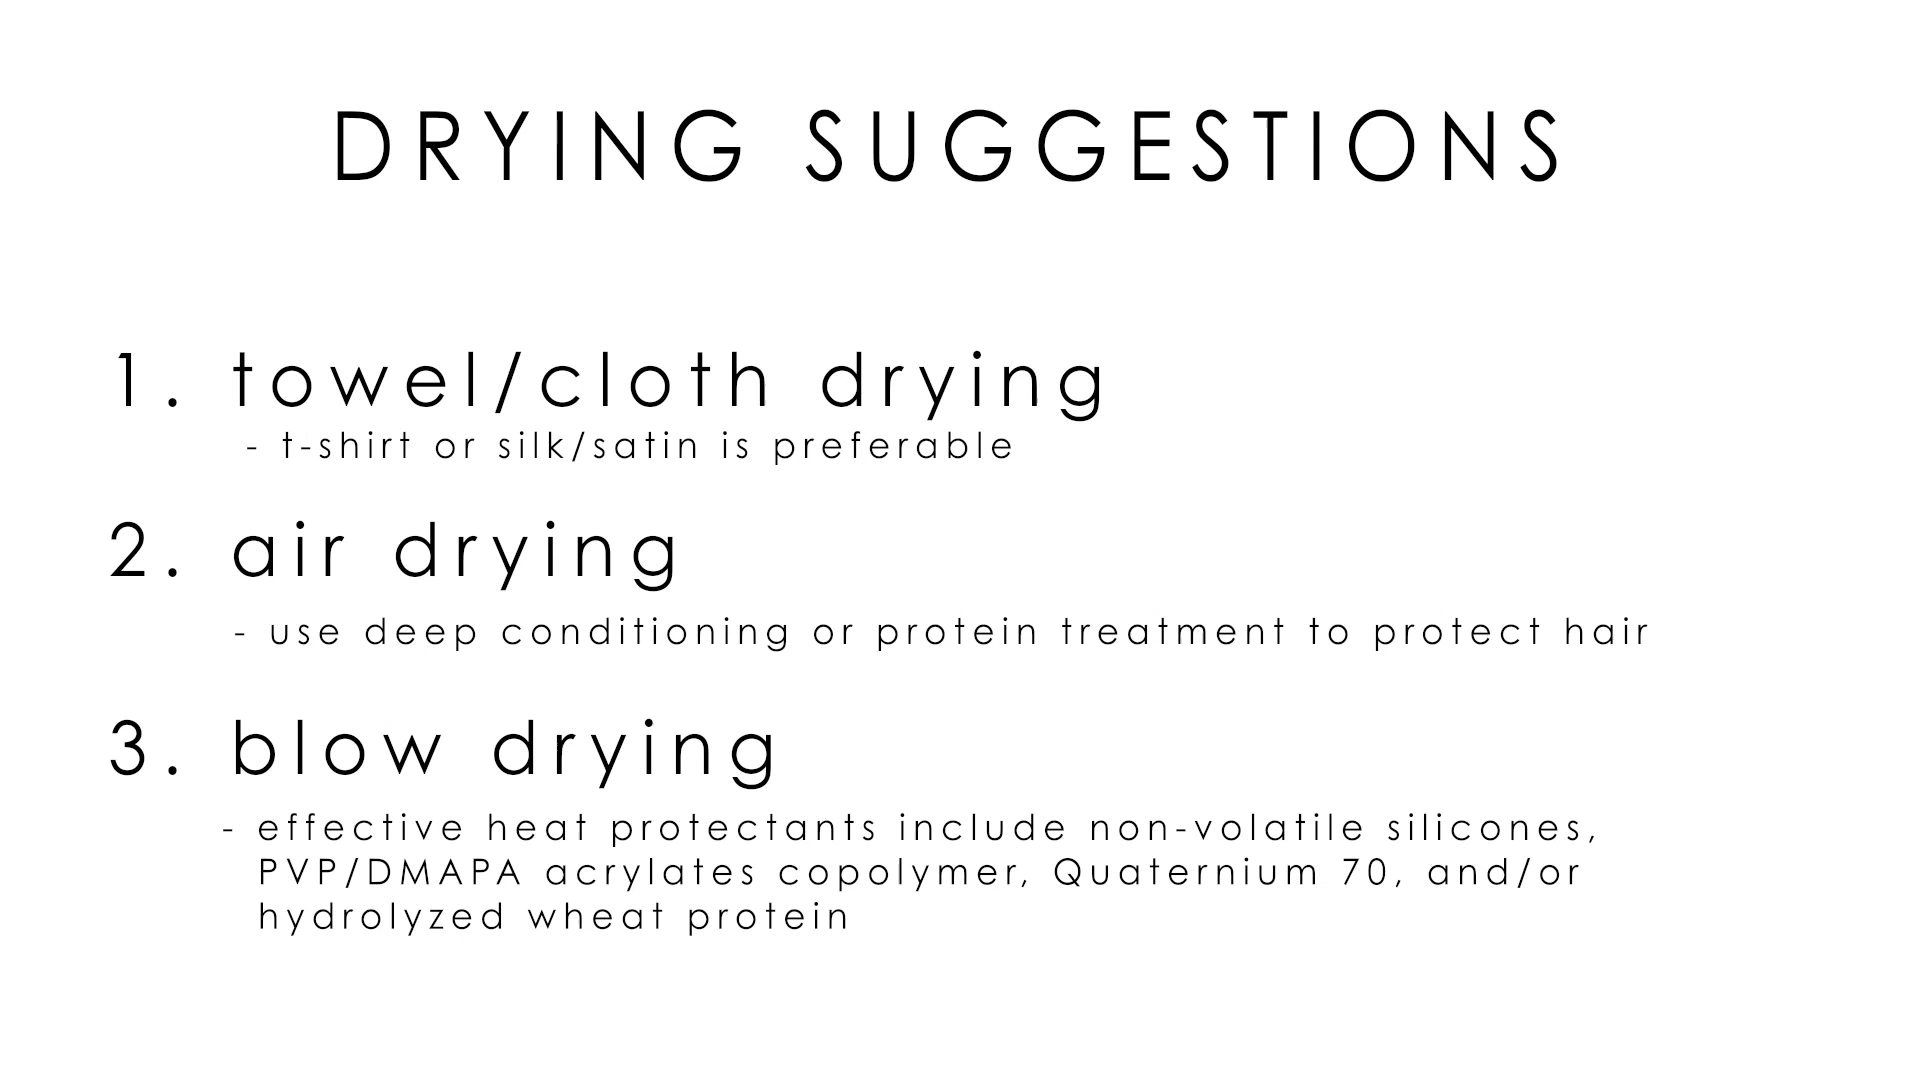 DRYING SUGGESTIONS
1. towel/cloth drying
- t-shirt or silk/satin is preferable
2. air drying
- use deep conditioning or protein treatment to protect hair
3. blow drying
- effective heat protectants include non-volatile silicones,
PVP/DMAPA acrylates copolymer, Quaternium 70, and/or
hydrolyzed wheat protein